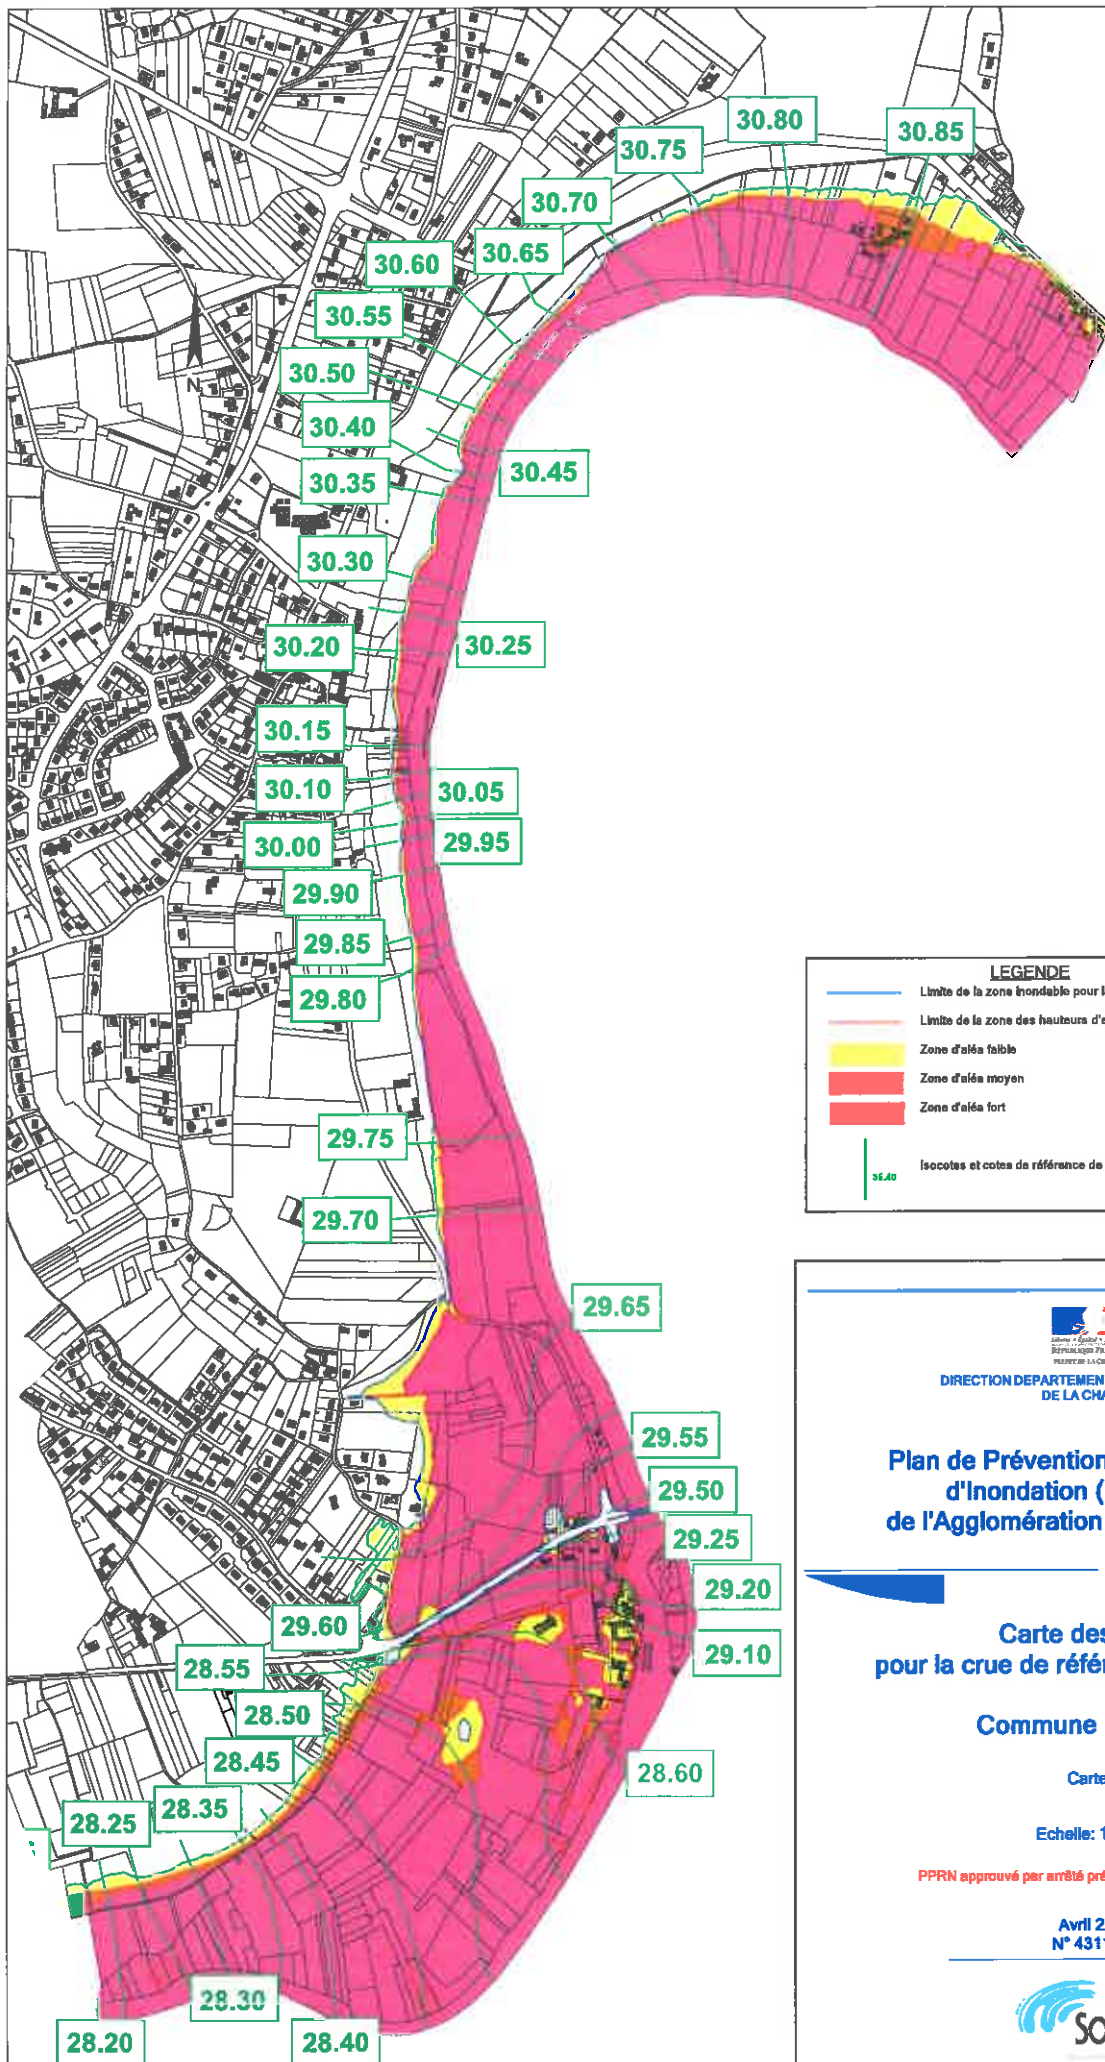 30.80
30.85
30.75
30.70
30.65
30.60
30.55
30.50
30.40
30.45
30.35
30.30
30.20
30.25
30.15
30.10
30.05
30.00
29.95
29.90
29.85
29.80
29.75
29.70
29.65
29.55
29.50
29.25
29.20
29.10
29.60
28.55
28.50
28.45
28.60
28.35
28.25
28.30
28.20
28.40
N
LEGENDE
Limite de la zone inondable pour
Limite de la zone des hauteurs
Zone d'aléa faible
Zone d'aléa moyen
Zone d'aléa fort
Isocotes et cotes de référence de
DE LA
Plan de Prévention
d'Inondation (
de l'Agglomération
Carte des
pour la crue de
Commune
Carte
Echelle: 1
PPRN approuvé par arrêté
Avril 2
N° 431